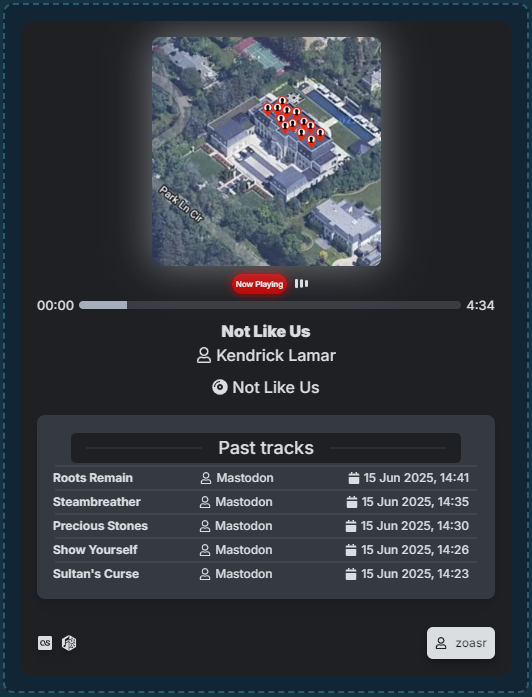 Park Ln Cir
Now Playing
00:00 4:34
Not Like Us
Kendrick Lamar
Not Like Us
Past tracks
Roots Remain Mastodon 15 Jun 2025, 14:41
Steambreather Mastodon 15 Jun 2025, 14:35
Precious Stones Mastodon 15 Jun 2025, 14:30
Show Yourself Mastodon 15 Jun 2025, 14:26
Sultan's Curse Mastodon 15 Jun 2025, 14:23
zoasr